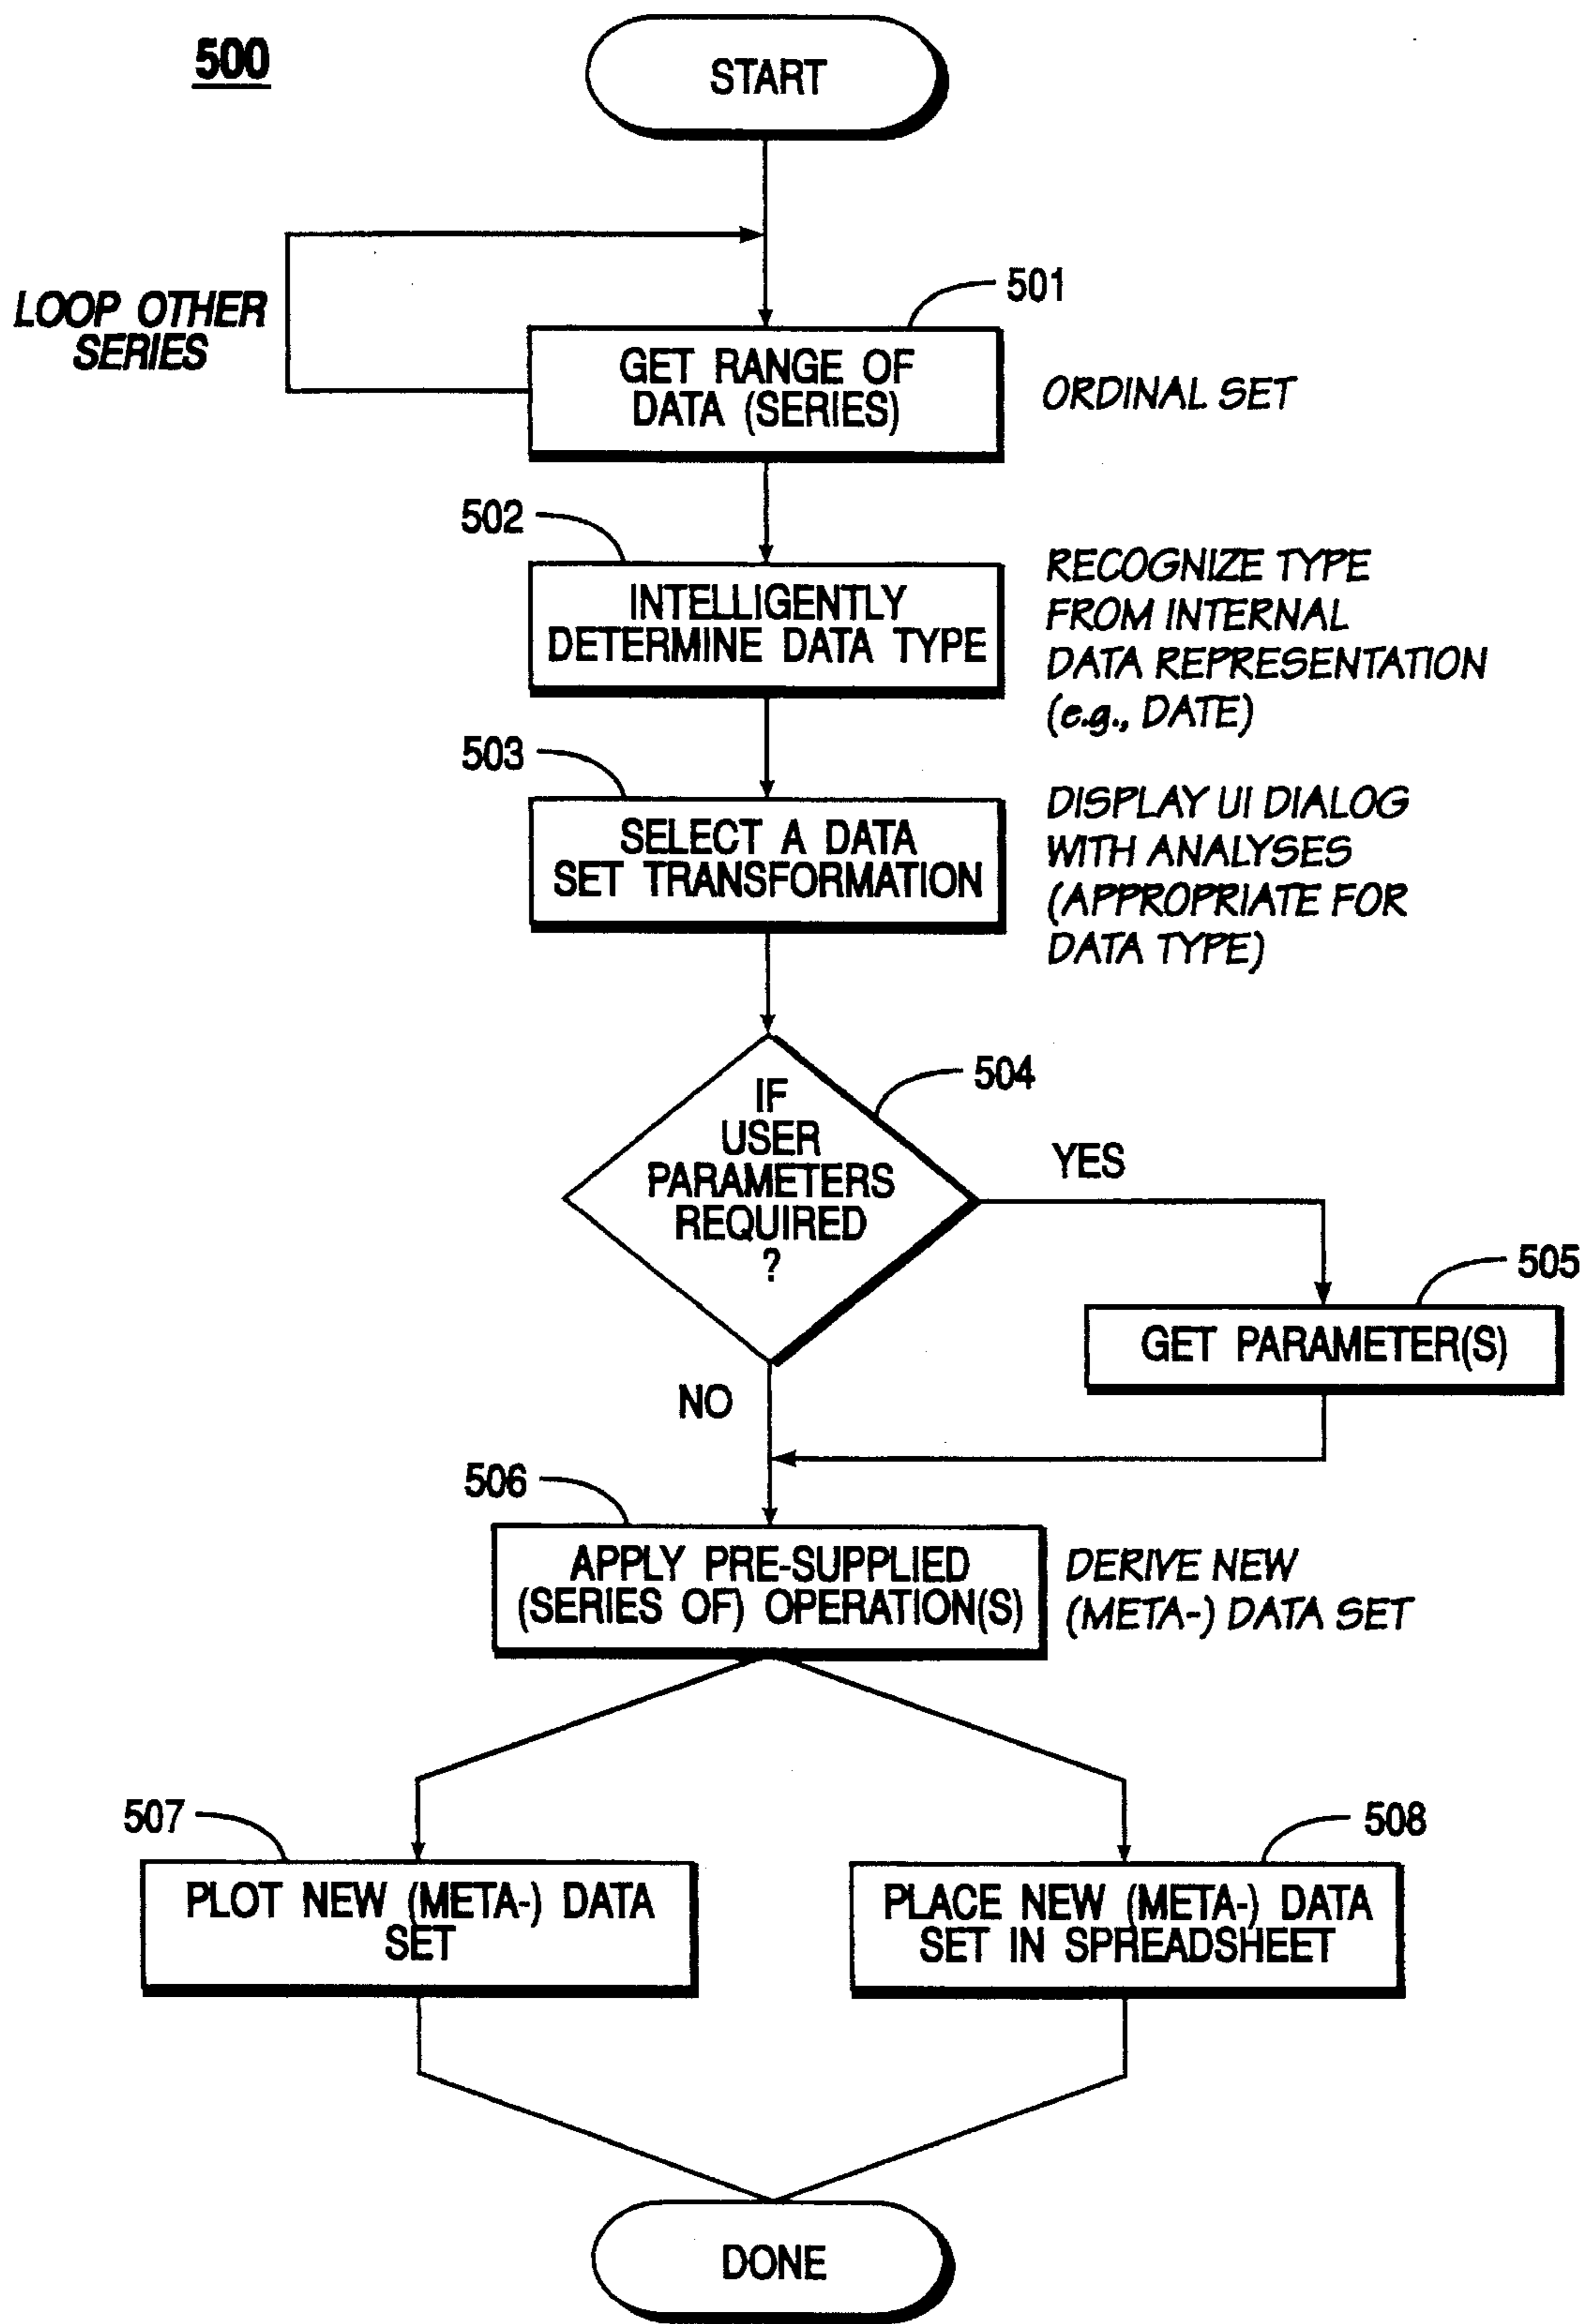 500
START
LOOP OTHER
SERIES
501
GET RANGE OF
DATA (SERIES)
ORDINAL SET
502
INTELLIGENTLY
DETERMINE DATA TYPE
RECOGNIZE TYPE
FROM INTERNAL
DATA REPRESENTATION
(e.g., DATE)
503
SELECT A DATA
SET TRANSFORMATION
DISPLAY UI DIALOG
WITH ANALYSES
(APPROPRIATE FOR
DATA TYPE)
504
IF
USER
PARAMETERS
REQUIRED
?
YES
505
GET PARAMETER(S)
NO
506
APPLY PRE-SUPPLIED
(SERIES OF) OPERATION(S)
DERIVE NEW
(META-) DATA SET
507
PLOT NEW (META-) DATA
SET
508
PLACE NEW (META-) DATA
SET IN SPREADSHEET
DONE